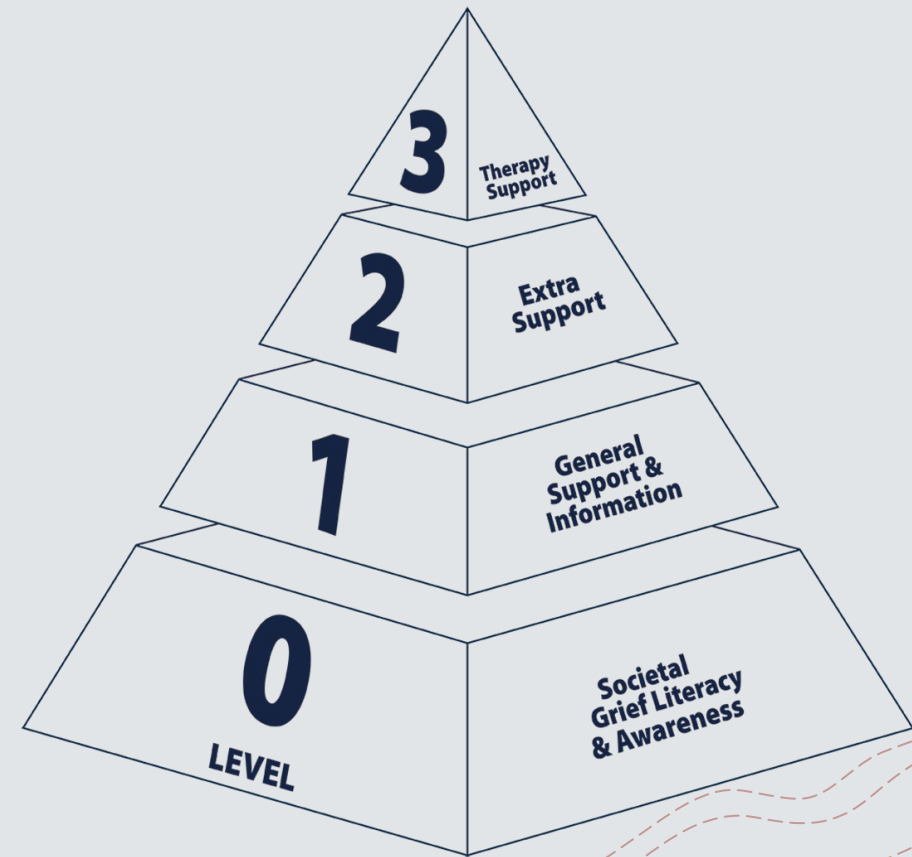 3
Therapy
Support
2
Extra
Support
1
General
Support &
Information
0
LEVEL
Societal
Grief Literacy
& Awareness